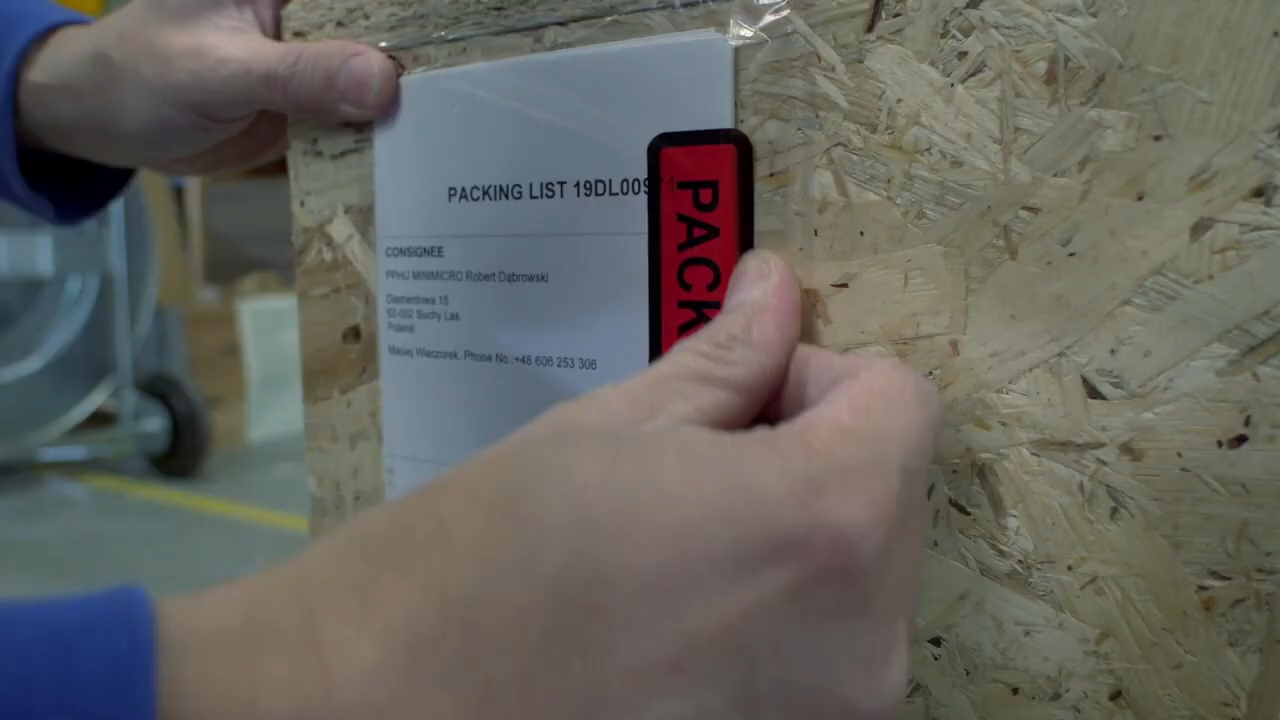 PACKING LIST 19DL00971
CONSIGNEE
PPHU MINIMICRO Robert Dąbrowski
Diamentowa 15
62-002 Suchy Las
Poland
Maciej Wieczorek, Phone No.:+48 606 253 306
PACK